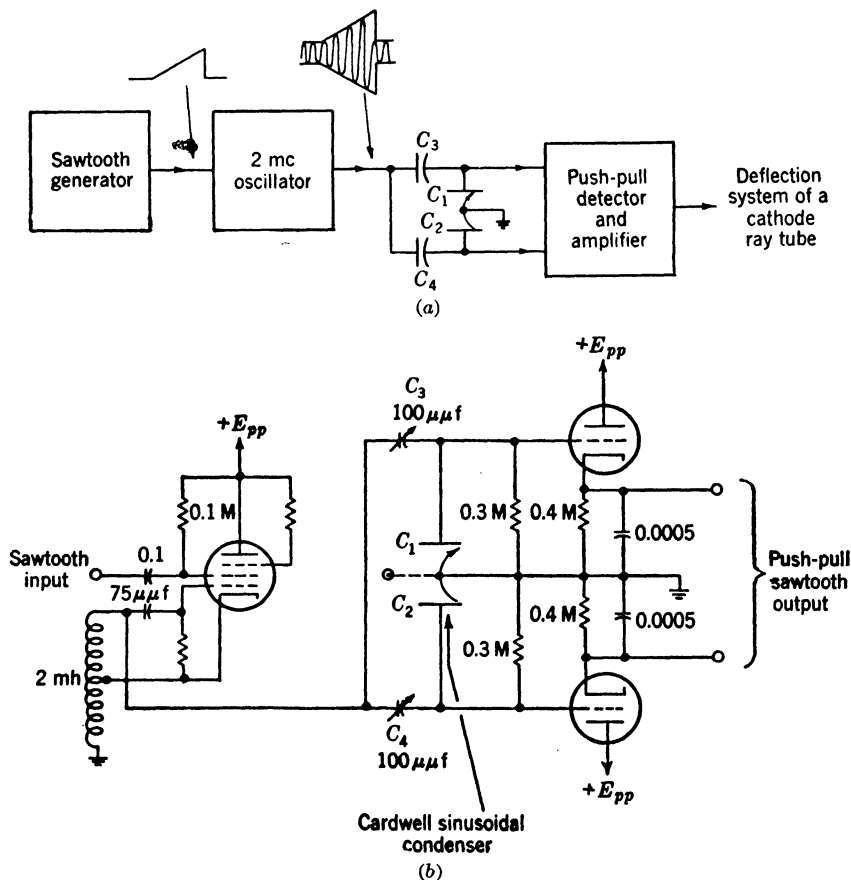 Sawtooth
generator
2 mc
oscillator
C₃
C₁
C₂
C₄
Push-pull
detector
and
amplifier
Deflection
system of a
cathode
ray tube
(a)
+Eₚₚ
C₃
100 μμf
+Eₚₚ
0.1 M
Sawtooth
input
0.1
75 μμf
2 mh
C₁
C₂
0.3 M
0.4 M
0.0005
0.3 M
0.4 M
0.0005
Push-pull
sawtooth
output
C₄
100 μμf
+Eₚₚ
Cardwell sinusoidal
condenser
(b)